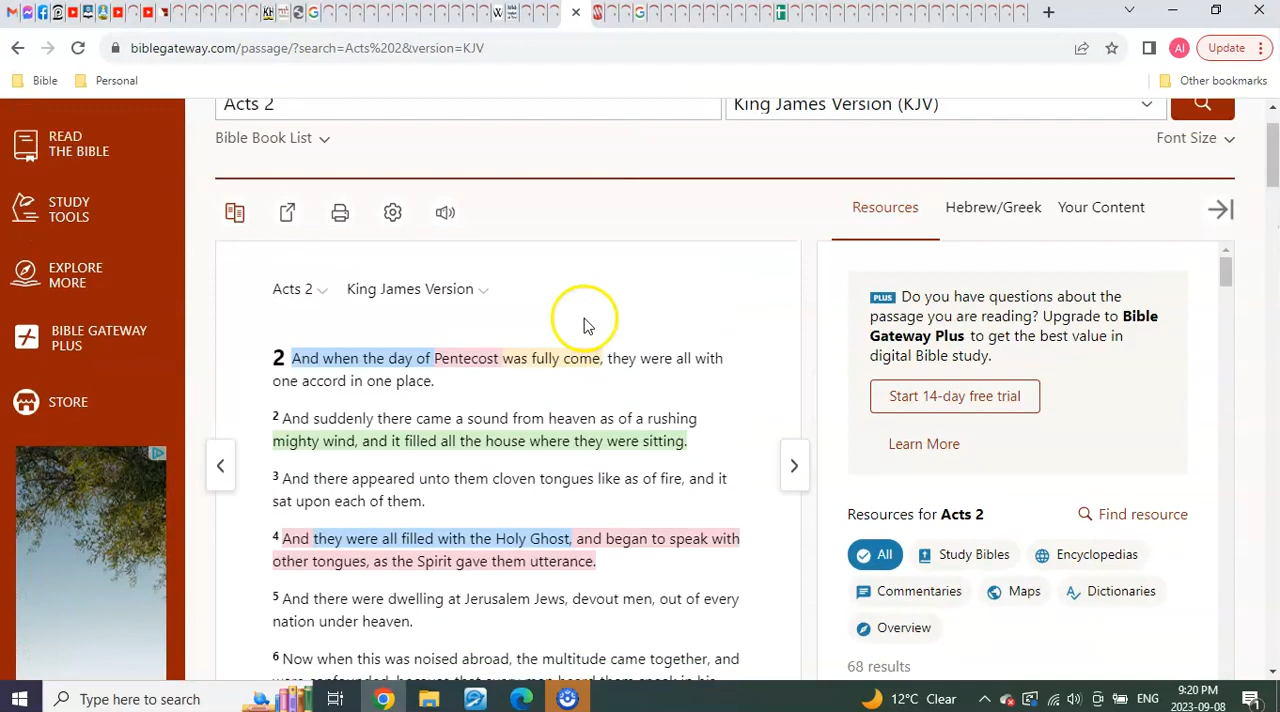 biblegateway.com/passage/?search=Acts%202&version=KJV
AI
Update
Bible
Personal
Other bookmarks
Acts 2
King James Version (KJV)
Bible Book List
Font Size
READ
THE BIBLE
STUDY
TOOLS
EXPLORE
MORE
BIBLE GATEWAY
PLUS
STORE
Resources
Hebrew/Greek
Your Content
Acts 2
King James Version
2 And when the day of Pentecost was fully come, they were all with
one accord in one place.
2 And suddenly there came a sound from heaven as of a rushing
mighty wind, and it filled all the house where they were sitting.
3 And there appeared unto them cloven tongues like as of fire, and it
sat upon each of them.
4 And they were all filled with the Holy Ghost, and began to speak with
other tongues, as the Spirit gave them utterance.
5 And there were dwelling at Jerusalem Jews, devout men, out of every
nation under heaven.
6 Now when this was noised abroad, the multitude came together, and
PLUS Do you have questions about the
passage you are reading? Upgrade to Bible
Gateway Plus to get the best value in
digital Bible study.
Start 14-day free trial
Learn More
Resources for Acts 2
Find resource
All
Study Bibles
Encyclopedias
Commentaries
Maps
Dictionaries
Overview
68 results
Type here to search
12°C Clear
ENG
9:20 PM
2023-09-08